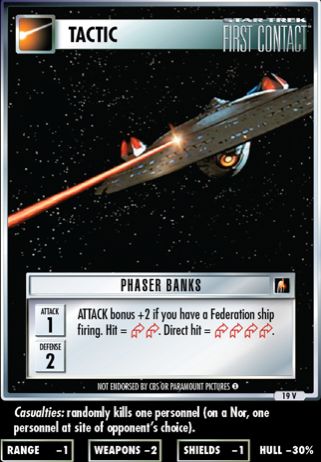 TACTIC
STAR TREK
FIRST CONTACT
PHASER BANKS
ATTACK
1
DEFENSE
2
ATTACK bonus +2 if you have a Federation ship
firing. Hit = . Direct hit = .
NOT ENDORSED BY CBS OR PARAMOUNT PICTURES
19 V
Casualties: randomly kills one personnel (on a Nor, one
personnel at site of opponent's choice).
RANGE –1 WEAPONS –2 SHIELDS –1 HULL –30%